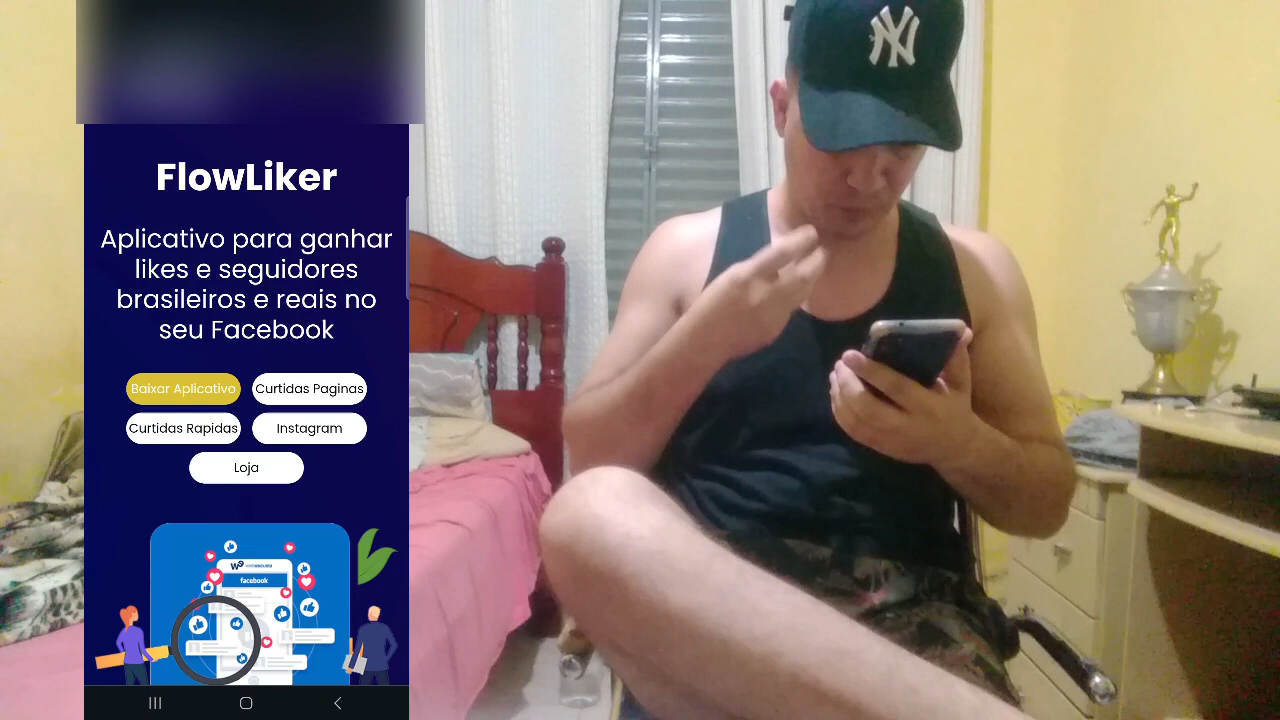 FlowLiker
Aplicativo para ganhar
likes e seguidores
brasileiros e reais no
seu Facebook
Baixar Aplicativo
Curtidas Paginas
Curtidas Rapidas
Instagram
Loja
facebook
NY